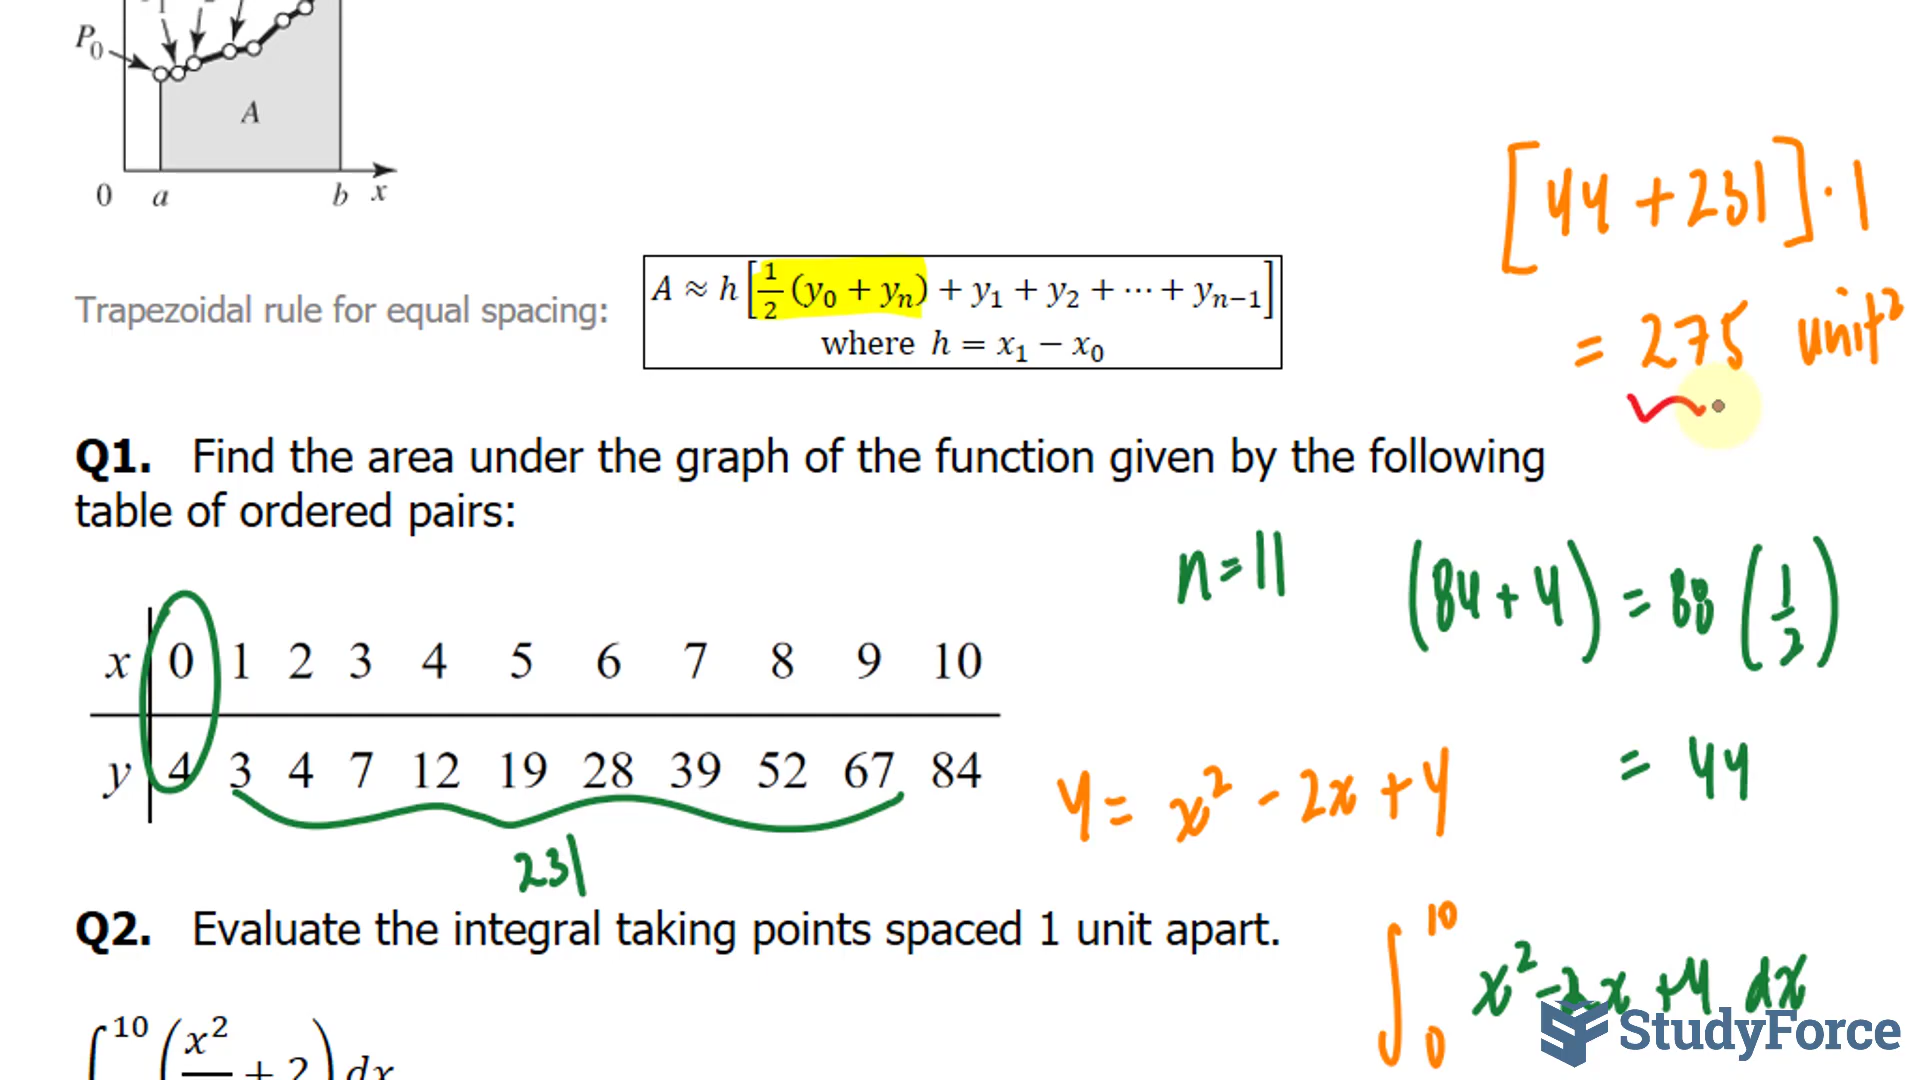 P₀
A
0 a b x
[44 + 231] · 1
= 275 unit²
Trapezoidal rule for equal spacing:
A ≈ h [½ (y₀ + yₙ) + y₁ + y₂ + ⋯ + yₙ₋₁]
where h = x₁ − x₀
Q1. Find the area under the graph of the function given by the following
table of ordered pairs:
n = 11
(84 + 4) = 88 (1/2)
= 44
x 0 1 2 3 4 5 6 7 8 9 10
y 4 3 4 7 12 19 28 39 52 67 84
231
y = x² - 2x + 4
Q2. Evaluate the integral taking points spaced 1 unit apart.
∫₀¹⁰ x² - 2x + 4 dx
∫¹⁰ (x² + 2) dx
StudyForce